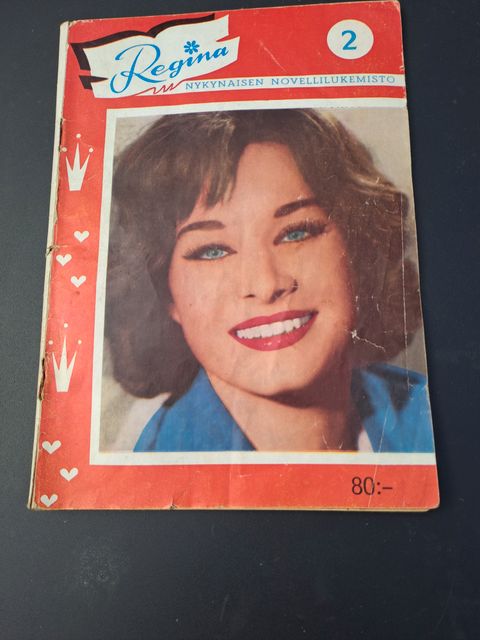 Regina
2
NYKYNAISEN NOVELLILUKEMISTO
80:-